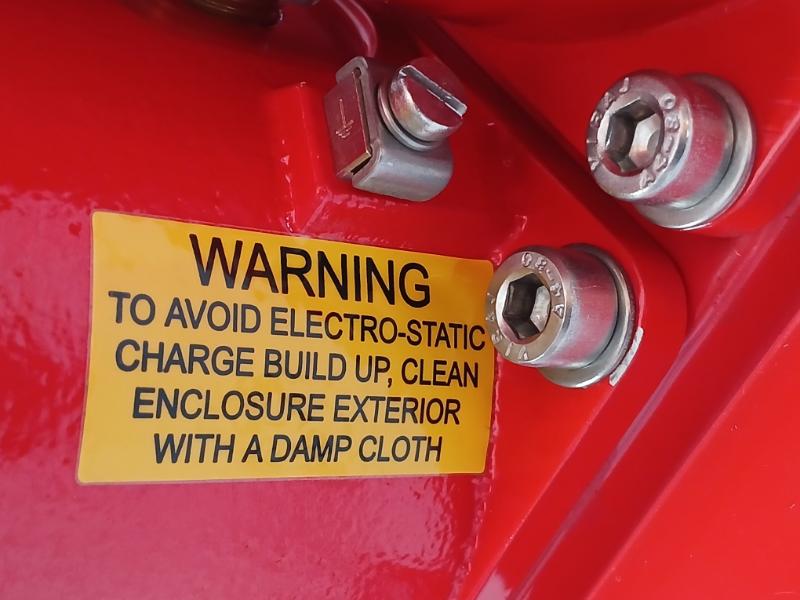 WARNING
TO AVOID ELECTRO-STATIC
CHARGE BUILD UP, CLEAN
ENCLOSURE EXTERIOR
WITH A DAMP CLOTH